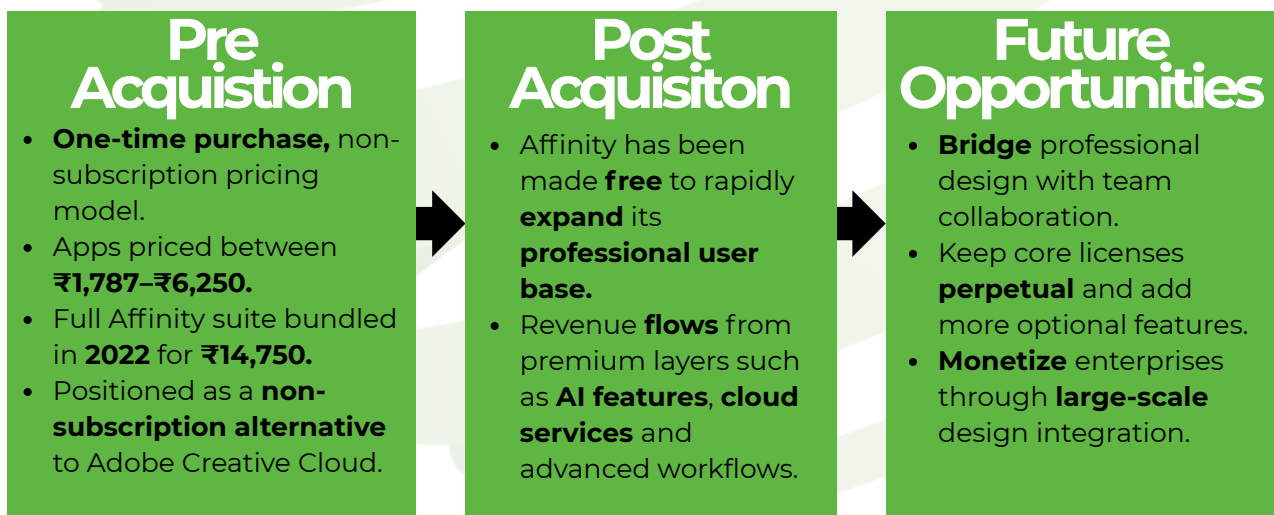 Pre
Acquistion
• One-time purchase, non-
subscription pricing
model.
• Apps priced between
₹1,787–₹6,250.
• Full Affinity suite bundled
in 2022 for ₹14,750.
• Positioned as a non-
subscription alternative
to Adobe Creative Cloud.
Post
Acquisiton
• Affinity has been
made free to rapidly
expand its
professional user
base.
• Revenue flows from
premium layers such
as AI features, cloud
services and
advanced workflows.
Future
Opportunities
• Bridge professional
design with team
collaboration.
• Keep core licenses
perpetual and add
more optional features.
• Monetize enterprises
through large-scale
design integration.